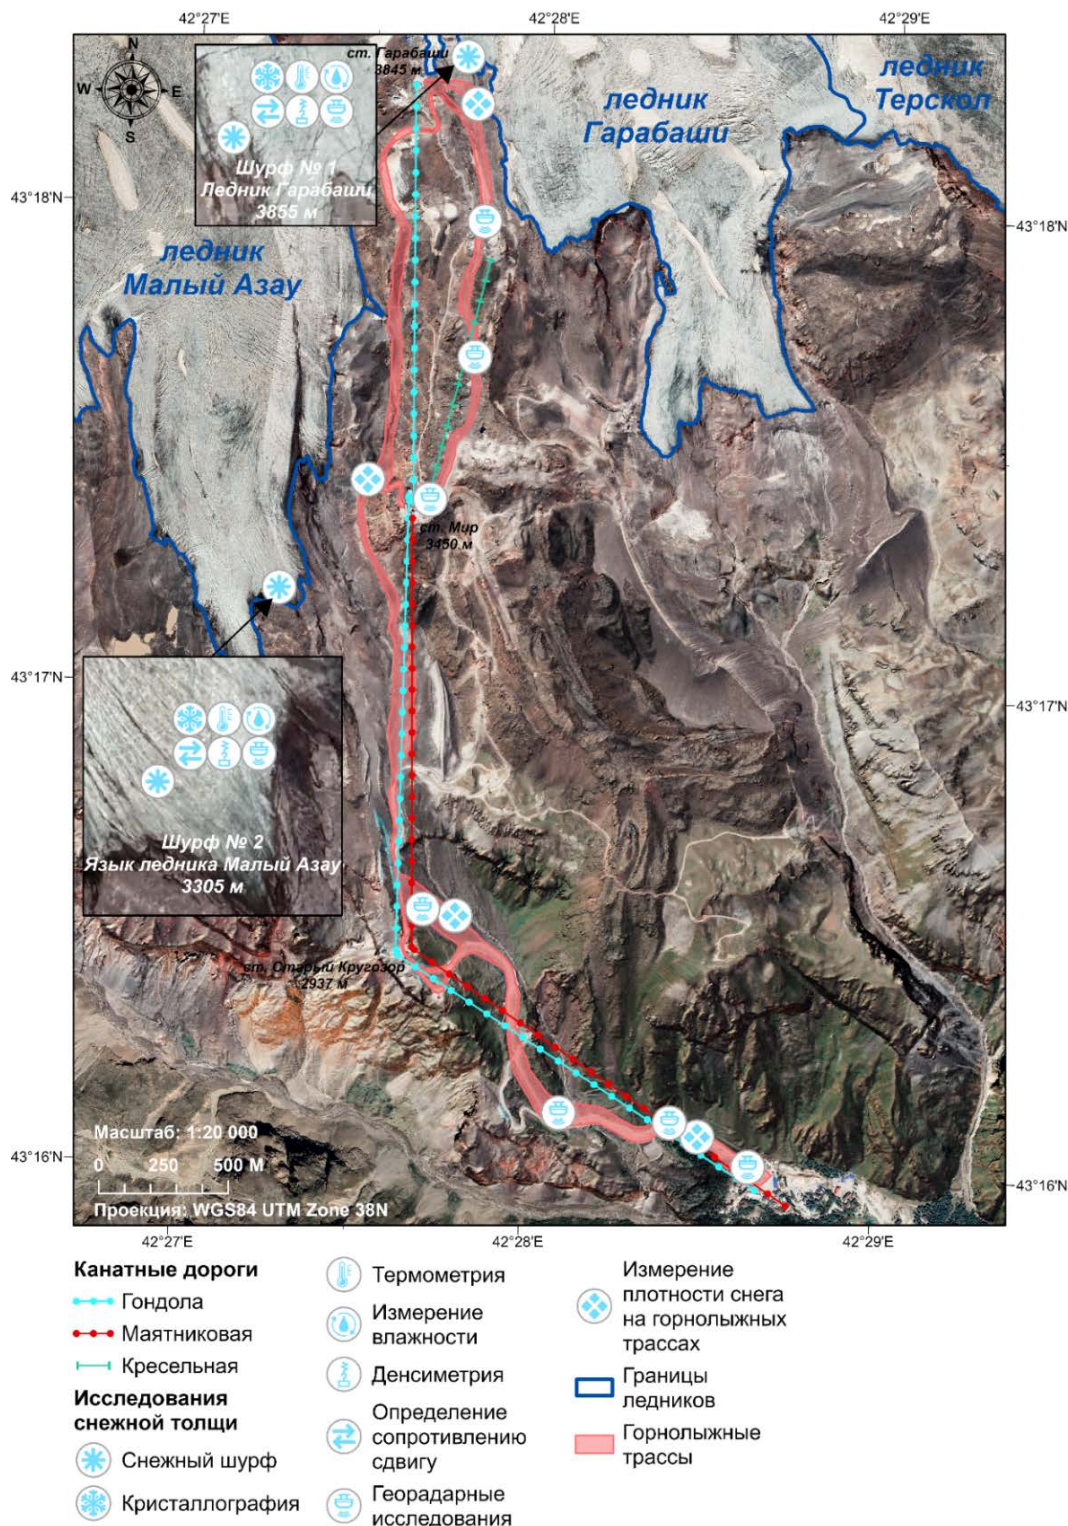 42°27'E
42°28'E
42°29'E
N
W
E
S
ст. Гарабаши
3845 м
ледник
Гарабаши
ледник
Терскол
Шурф № 1
Ледник Гарабаши
3855 м
43°18'N
43°18'N
ледник
Малый Азау
ст. Мир
3450 м
43°17'N
43°17'N
Шурф № 2
Язык ледника Малый Азау
3305 м
ст. Старый Кругозор
2937 м
Масштаб: 1:20 000
0 250 500 М
Проекция: WGS84 UTM Zone 38N
43°16'N
43°16'N
42°27'E
42°28'E
42°29'E
Канатные дороги
Гондола
Маятниковая
Кресельная
Исследования
снежной толщи
Снежный шурф
Кристаллография
Термометрия
Измерение
влажности
Денсиметрия
Определение
сопротивлению
сдвигу
Георадарные
исследования
Измерение
плотности снега
на горнолыжных
трассах
Границы
ледников
Горнолыжные
трассы